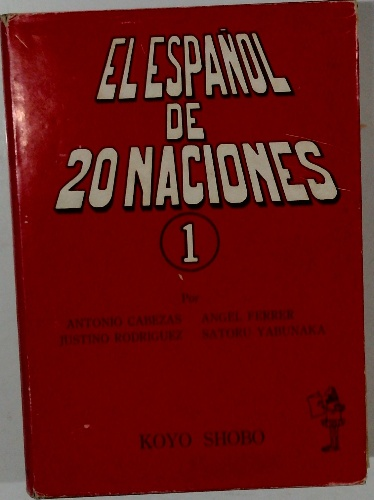 EL ESPAÑOL
DE
20 NACIONES
1
Por
ANTONIO CABEZAS ANGEL FERRER
JUSTINO RODRIGUEZ SATORU YABUNAKA
KOYO SHOBO